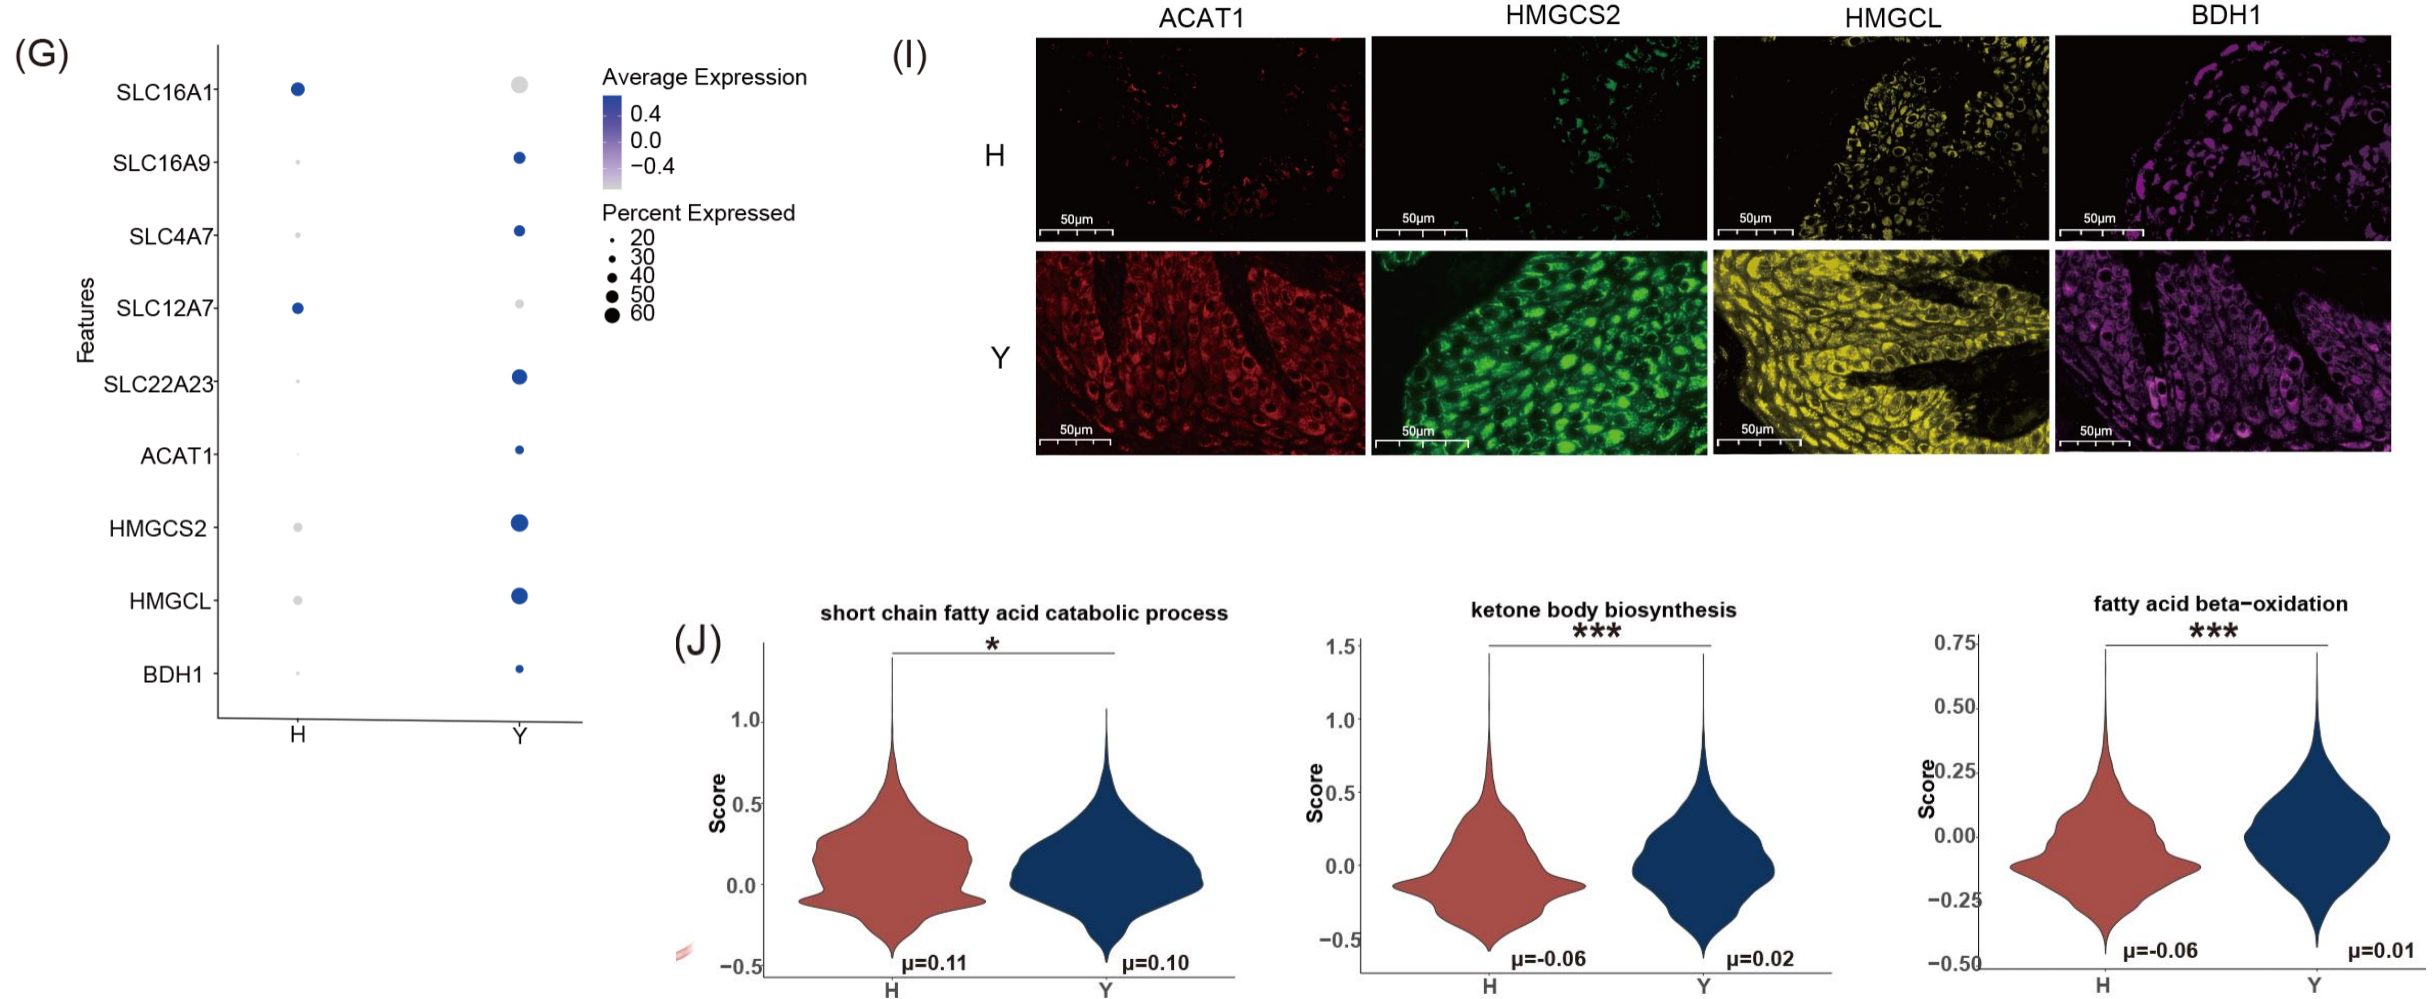 (G)
SLC16A1
SLC16A9
SLC4A7
SLC12A7
SLC22A23
ACAT1
HMGCS2
HMGCL
BDH1
Features
H
Y
Average Expression
0.4
0.0
−0.4
Percent Expressed
20
30
40
50
60
(I)
ACAT1
HMGCS2
HMGCL
BDH1
H
50μm
50μm
50μm
50μm
Y
50μm
50μm
50μm
50μm
(J)
short chain fatty acid catabolic process
*
Score
1.0
0.5
0.0
−0.5
μ=0.11
μ=0.10
H
Y
ketone body biosynthesis
***
Score
1.5
1.0
0.5
0.0
−0.5
μ=-0.06
μ=0.02
H
Y
fatty acid beta−oxidation
***
Score
0.75
0.50
0.25
0.00
−0.25
−0.50
μ=-0.06
μ=0.01
H
Y